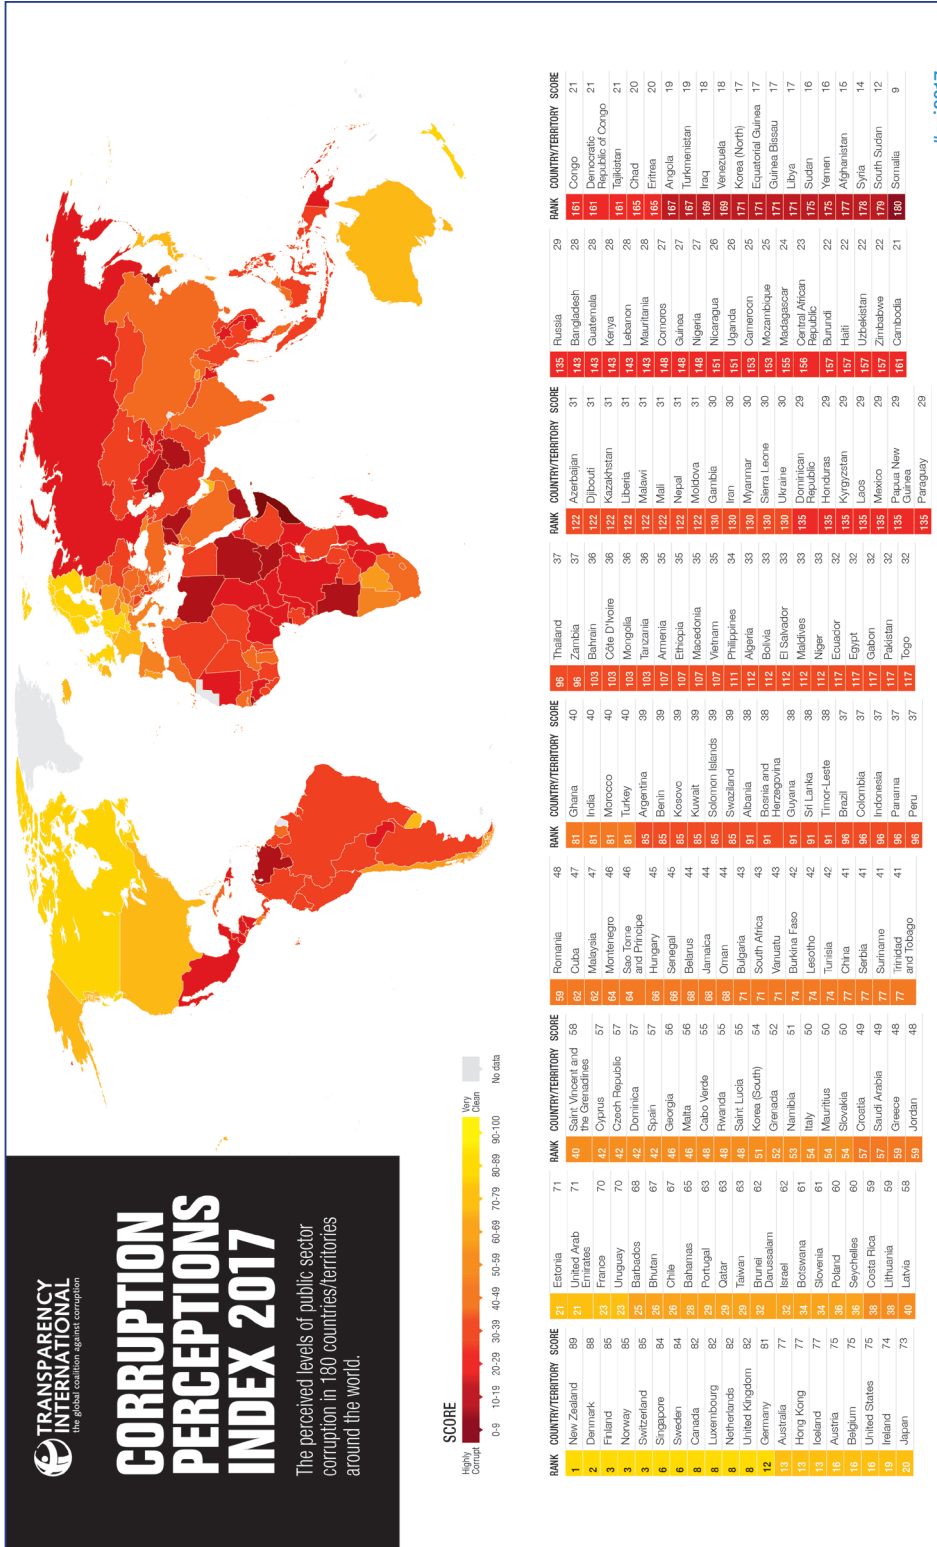 TRANSPARENCY
INTERNATIONAL
the global coalition against corruption
CORRUPTION
PERCEPTIONS
INDEX 2017
The perceived levels of public sector
corruption in 180 countries/territories
around the world.
SCORE
Highly
Corrupt
Very
Clean
0-9 10-19 20-29 30-39 40-49 50-59 60-69 70-79 80-89 90-100 No data
RANK COUNTRY/TERRITORY SCORE
1 New Zealand 89
2 Denmark 88
3 Finland 85
3 Norway 85
3 Switzerland 85
6 Singapore 84
6 Sweden 84
8 Canada 82
8 Luxembourg 82
8 Netherlands 82
8 United Kingdom 82
12 Germany 81
13 Australia 77
13 Hong Kong 77
13 Iceland 77
16 Austria 75
16 Belgium 75
16 United States 75
19 Ireland 74
20 Japan 73
21 Estonia 71
21 United Arab
Emirates 71
23 France 70
23 Uruguay 70
25 Barbados 68
26 Bhutan 67
26 Chile 67
28 Bahamas 65
29 Portugal 63
29 Qatar 63
29 Taiwan 63
32 Brunei
Darussalam 62
32 Israel 62
34 Botswana 61
34 Slovenia 61
36 Poland 60
36 Seychelles 60
38 Costa Rica 59
38 Lithuania 59
40 Latvia 58
RANK COUNTRY/TERRITORY SCORE
40 Saint Vincent and
the Grenadines 58
42 Cyprus 57
42 Czech Republic 57
42 Dominica 57
42 Spain 57
46 Georgia 56
46 Malta 56
48 Cabo Verde 55
48 Rwanda 55
48 Saint Lucia 55
51 Korea (South) 54
52 Grenada 52
53 Namibia 51
54 Italy 50
54 Mauritius 50
54 Slovakia 50
57 Croatia 49
57 Saudi Arabia 49
59 Greece 48
59 Jordan 48
59 Romania 48
62 Cuba 47
62 Malaysia 47
64 Montenegro 46
64 Sao Tome
and Principe 46
66 Hungary 45
66 Senegal 45
68 Belarus 44
68 Jamaica 44
68 Oman 44
71 Bulgaria 43
71 South Africa 43
71 Vanuatu 43
74 Burkina Faso 42
74 Lesotho 42
74 Tunisia 42
77 China 41
77 Serbia 41
77 Suriname 41
77 Trinidad
and Tobago 41
RANK COUNTRY/TERRITORY SCORE
81 Ghana 40
81 India 40
81 Morocco 40
81 Turkey 40
85 Argentina 39
85 Benin 39
85 Kosovo 39
85 Kuwait 39
85 Solomon Islands 39
85 Swaziland 39
91 Albania 38
91 Bosnia and
Herzegovina 38
91 Guyana 38
91 Sri Lanka 38
91 Timor-Leste 38
96 Brazil 37
96 Colombia 37
96 Indonesia 37
96 Panama 37
96 Peru 37
96 Thailand 37
96 Zambia 37
103 Bahrain 36
103 Côte D'Ivoire 36
103 Mongolia 36
103 Tanzania 36
107 Armenia 35
107 Ethiopia 35
107 Macedonia 35
107 Vietnam 35
111 Philippines 34
112 Algeria 33
112 Bolivia 33
112 El Salvador 33
112 Maldives 33
112 Niger 33
117 Ecuador 32
117 Egypt 32
117 Gabon 32
117 Pakistan 32
117 Togo 32
RANK COUNTRY/TERRITORY SCORE
122 Azerbaijan 31
122 Djibouti 31
122 Kazakhstan 31
122 Liberia 31
122 Malawi 31
122 Mali 31
122 Nepal 31
122 Moldova 31
130 Gambia 30
130 Iran 30
130 Myanmar 30
130 Sierra Leone 30
130 Ukraine 30
135 Dominican
Republic 29
135 Honduras 29
135 Kyrgyzstan 29
135 Laos 29
135 Mexico 29
135 Papua New
Guinea 29
135 Paraguay 29
135 Russia 29
143 Bangladesh 28
143 Guatemala 28
143 Kenya 28
143 Lebanon 28
143 Mauritania 28
148 Comoros 27
148 Guinea 27
148 Nigeria 27
151 Nicaragua 26
151 Uganda 26
153 Cameroon 25
153 Mozambique 25
155 Madagascar 24
156 Central African
Republic 23
157 Burundi 22
157 Haiti 22
157 Uzbekistan 22
157 Zimbabwe 22
161 Cambodia 21
RANK COUNTRY/TERRITORY SCORE
161 Congo 21
161 Democratic
Republic of Congo 21
161 Tajikistan 21
165 Chad 20
165 Eritrea 20
167 Angola 19
167 Turkmenistan 19
169 Iraq 18
169 Venezuela 18
171 Korea (North) 17
171 Equatorial Guinea 17
171 Guinea Bissau 17
171 Libya 17
175 Sudan 16
175 Yemen 16
177 Afghanistan 15
178 Syria 14
179 South Sudan 12
180 Somalia 9